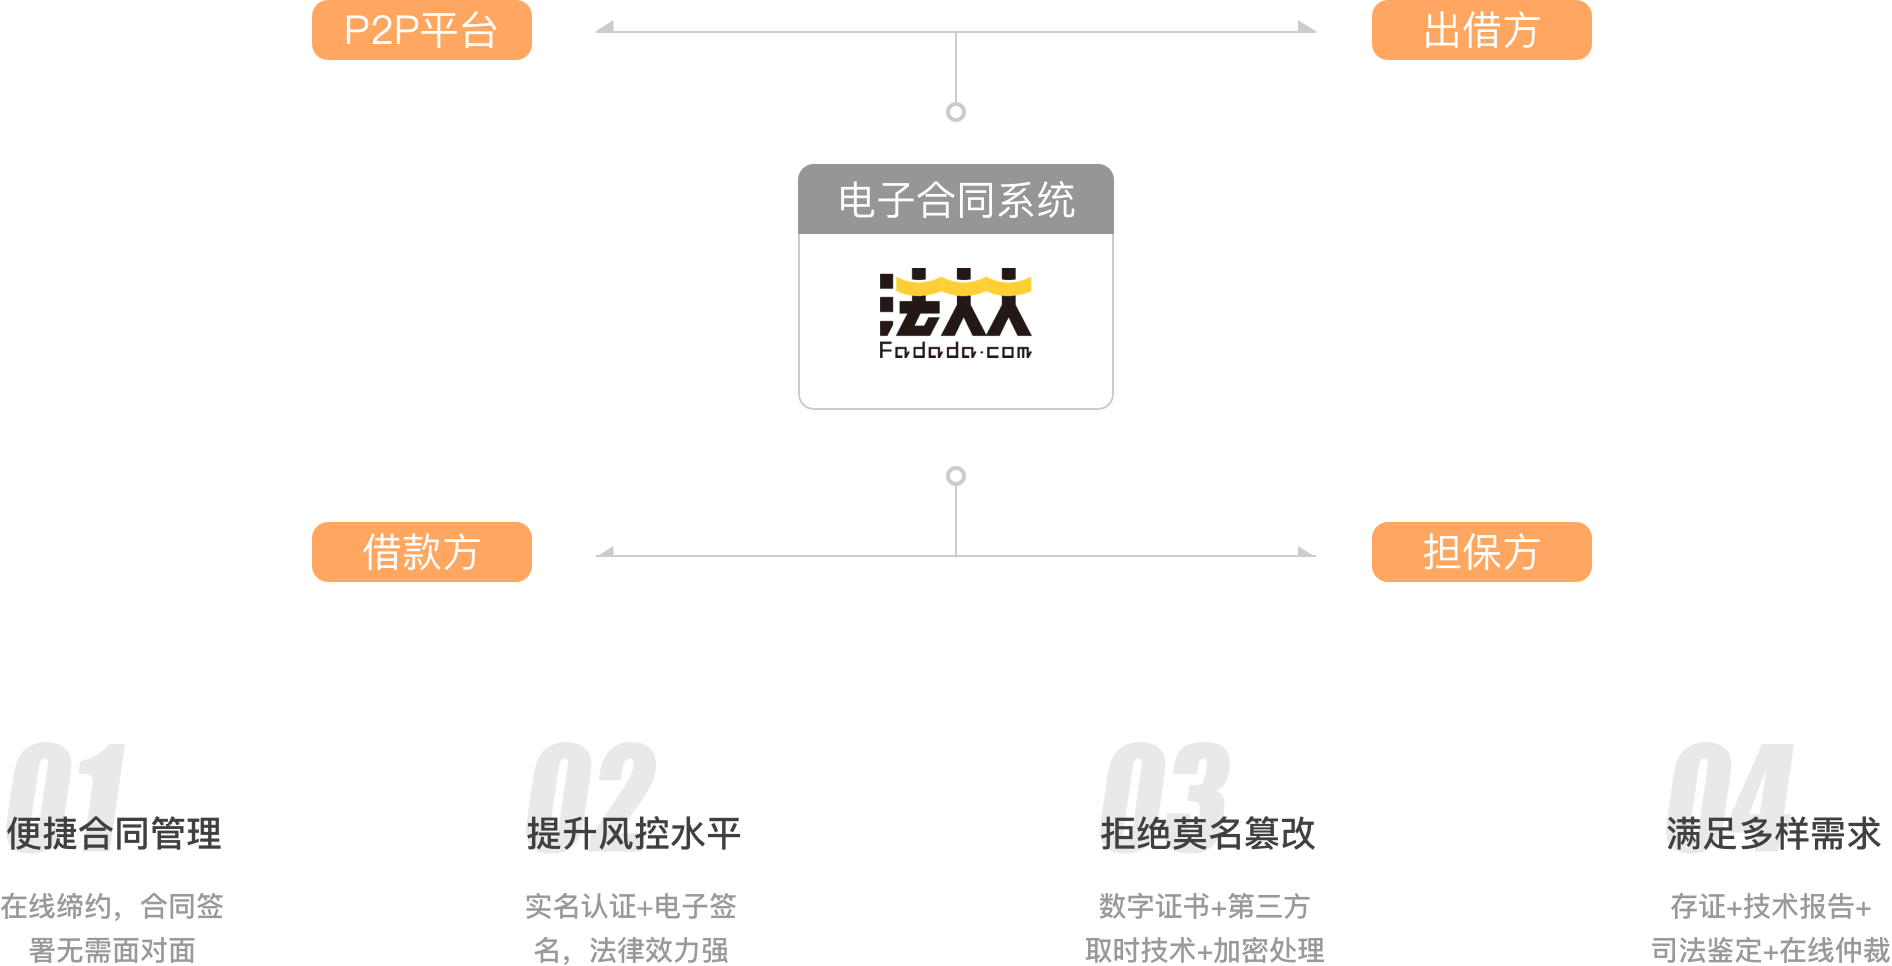 P2P平台
出借方
电子合同系统
法大大
Fadada.com
借款方
担保方
01
便捷合同管理
在线缔约，合同签
署无需面对面
02
提升风控水平
实名认证+电子签
名，法律效力强
03
拒绝莫名篡改
数字证书+第三方
取时技术+加密处理
04
满足多样需求
存证+技术报告+
司法鉴定+在线仲裁